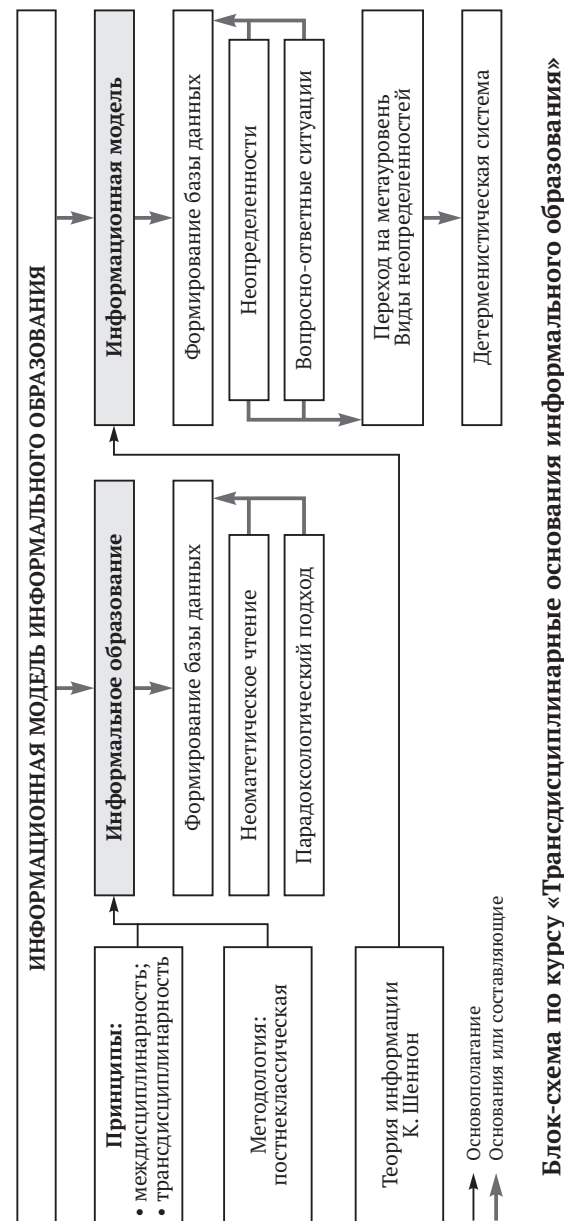 ИНФОРМАЦИОННАЯ МОДЕЛЬ ИНФОРМАЛЬНОГО ОБРАЗОВАНИЯ
Принципы:
• междисциплинарность;
• трансдисциплинарность
Методология:
постнеклассическая
Теория информации
К. Шеннон
Информальное образование
Формирование базы данных
Неоматетическое чтение
Парадоксологический подход
Информационная модель
Формирование базы данных
Неопределенности
Вопросно-ответные ситуации
Переход на метауровень
Виды неопределенностей
Детерменистическая система
Основополагание
Основания или составляющие
Блок-схема по курсу «Трансдисциплинарные основания информального образования»